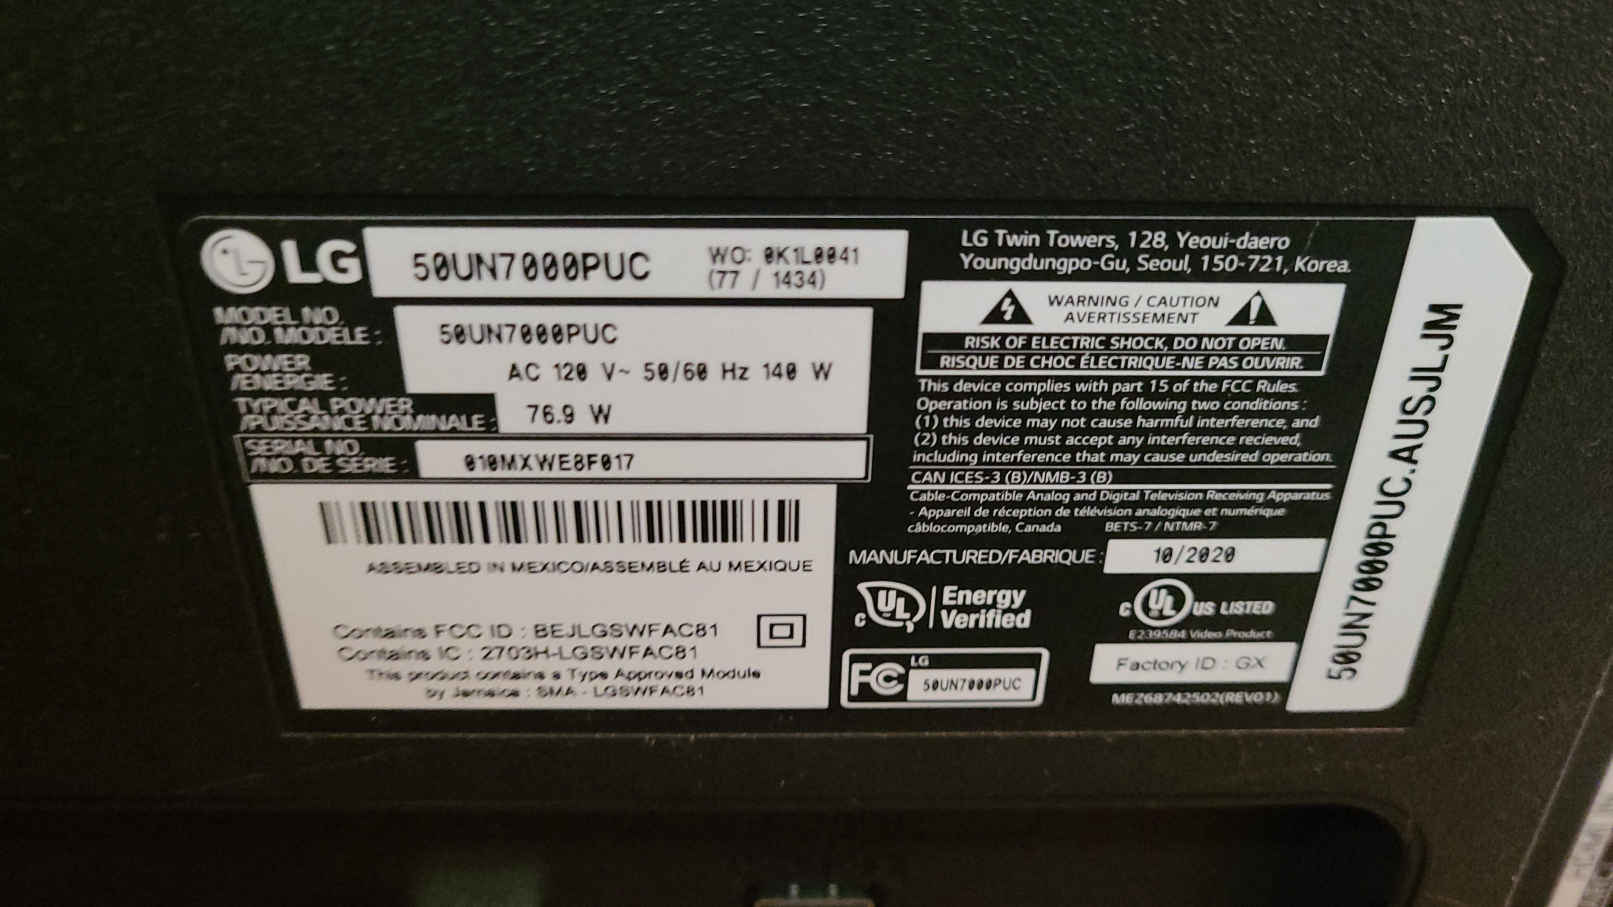 LG 50UN7000PUC WO: 0K1L0041
(77 / 1434)
MODEL NO.
/NO. MODÈLE : 50UN7000PUC
POWER
/ÉNERGIE : AC 120 V~ 50/60 Hz 140 W
TYPICAL POWER
/PUISSANCE NOMINALE : 76.9 W
SERIAL NO.
/NO. DE SÉRIE : 010MXWE8F017
ASSEMBLED IN MEXICO/ASSEMBLÉ AU MEXIQUE
Contains FCC ID : BEJLGSWFAC81
Contains IC : 2703H-LGSWFAC81
This product contains a Type Approved Module
by Jamaica : SMA - LGSWFAC81
LG Twin Towers, 128, Yeoui-daero
Youngdungpo-Gu, Seoul, 150-721, Korea.
WARNING / CAUTION
AVERTISSEMENT
RISK OF ELECTRIC SHOCK, DO NOT OPEN.
RISQUE DE CHOC ÉLECTRIQUE-NE PAS OUVRIR.
This device complies with part 15 of the FCC Rules.
Operation is subject to the following two conditions :
(1) this device may not cause harmful interference, and
(2) this device must accept any interference recieved,
including interference that may cause undesired operation.
CAN ICES-3 (B)/NMB-3 (B)
Cable-Compatible Analog and Digital Television Receiving Apparatus
- Appareil de réception de télévision analogique et numérique
câblocompatible, Canada BETS-7 / NTMR-7
MANUFACTURED/FABRIQUE : 10/2020
c UL Energy
Verified
c UL US LISTED
E239584 Video Product
FC LG
50UN7000PUC
Factory ID : GX
MEZ68742502(REV01)
50UN7000PUC.AUSJLJM